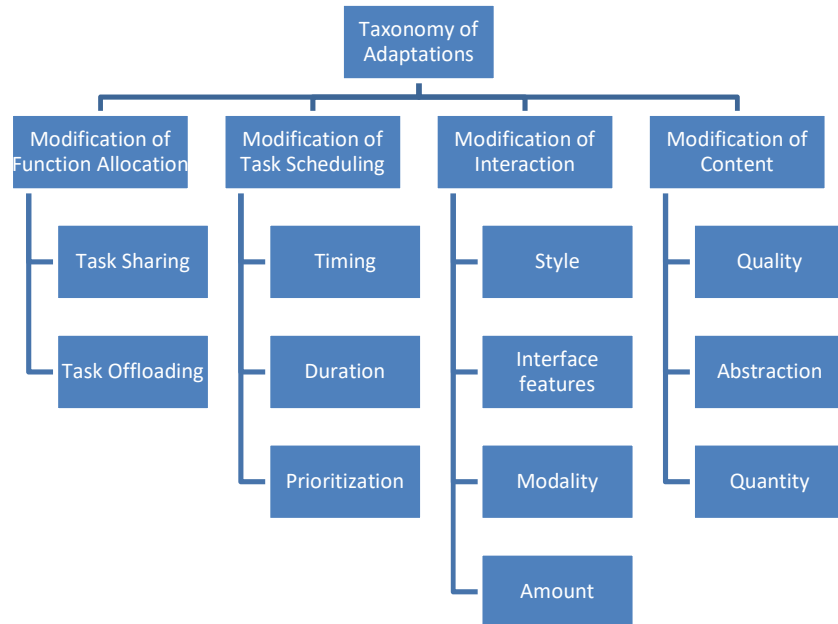 Taxonomy of
Adaptations
Modification of
Function Allocation
Task Sharing
Task Offloading
Modification of
Task Scheduling
Timing
Duration
Prioritization
Modification of
Interaction
Style
Interface
features
Modality
Amount
Modification of
Content
Quality
Abstraction
Quantity